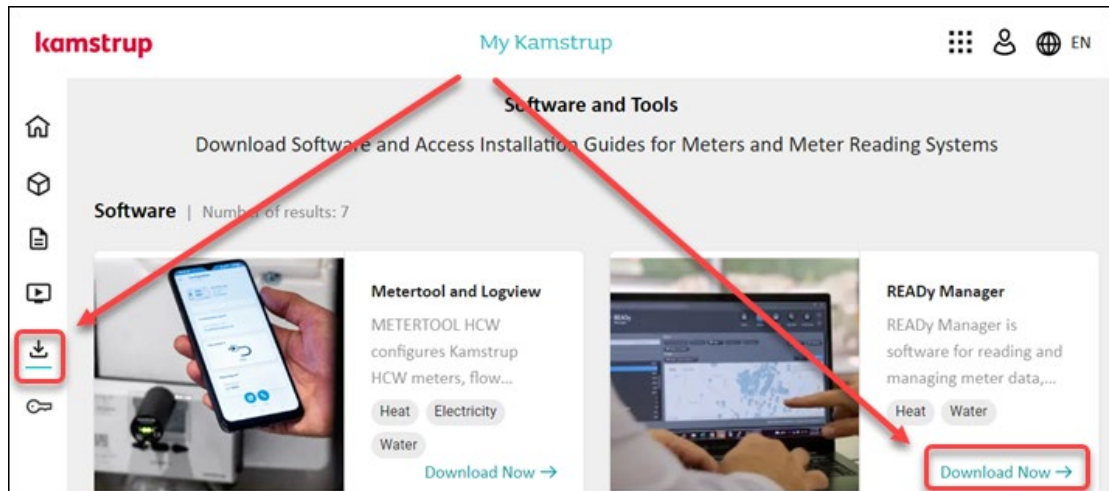 kamstrup
My Kamstrup
EN
Software and Tools
Download Software and Access Installation Guides for Meters and Meter Reading Systems
Software | Number of results: 7
Metertool and Logview
METERTOOL HCW
configures Kamstrup
HCW meters, flow...
Heat Electricity
Water
Download Now →
READy Manager
READy Manager is
software for reading and
managing meter data,...
Heat Water
Download Now →